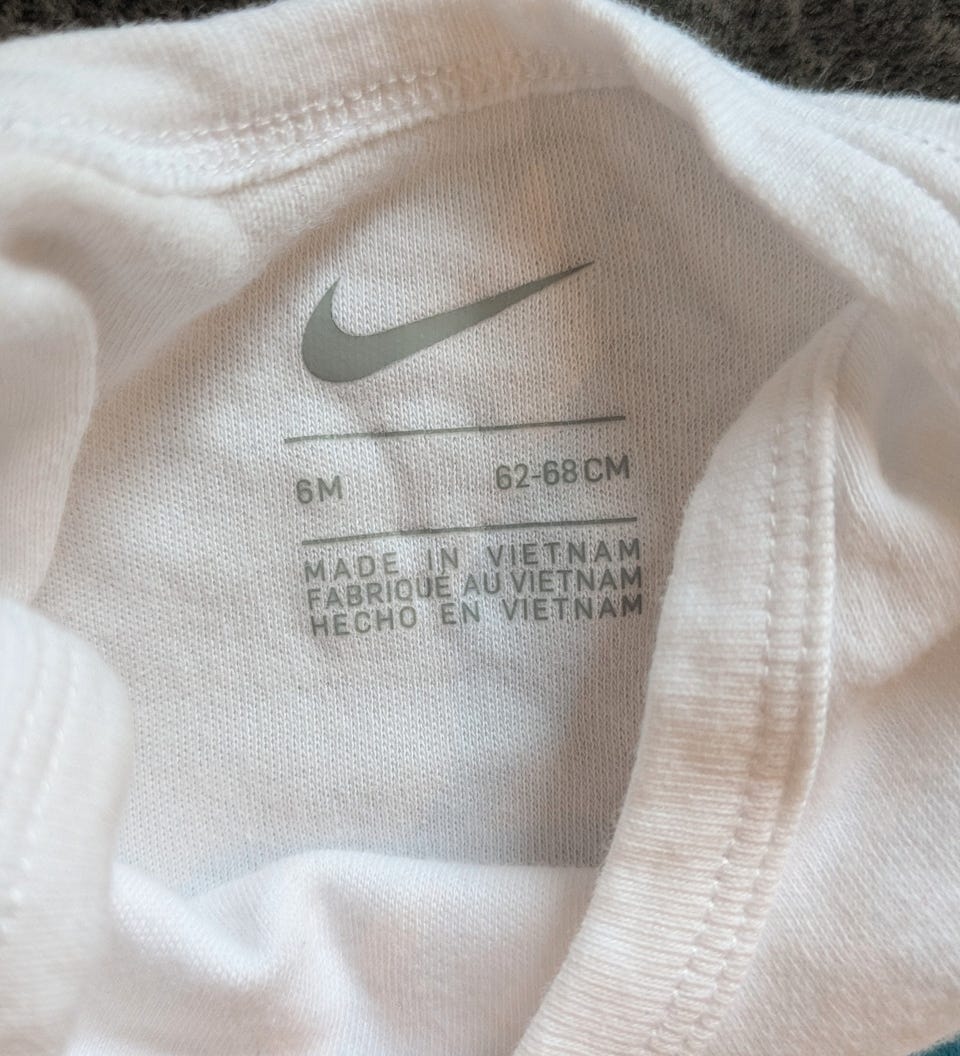 6M 62-68CM
MADE IN VIETNAM
FABRIQUE AU VIETNAM
HECHO EN VIETNAM